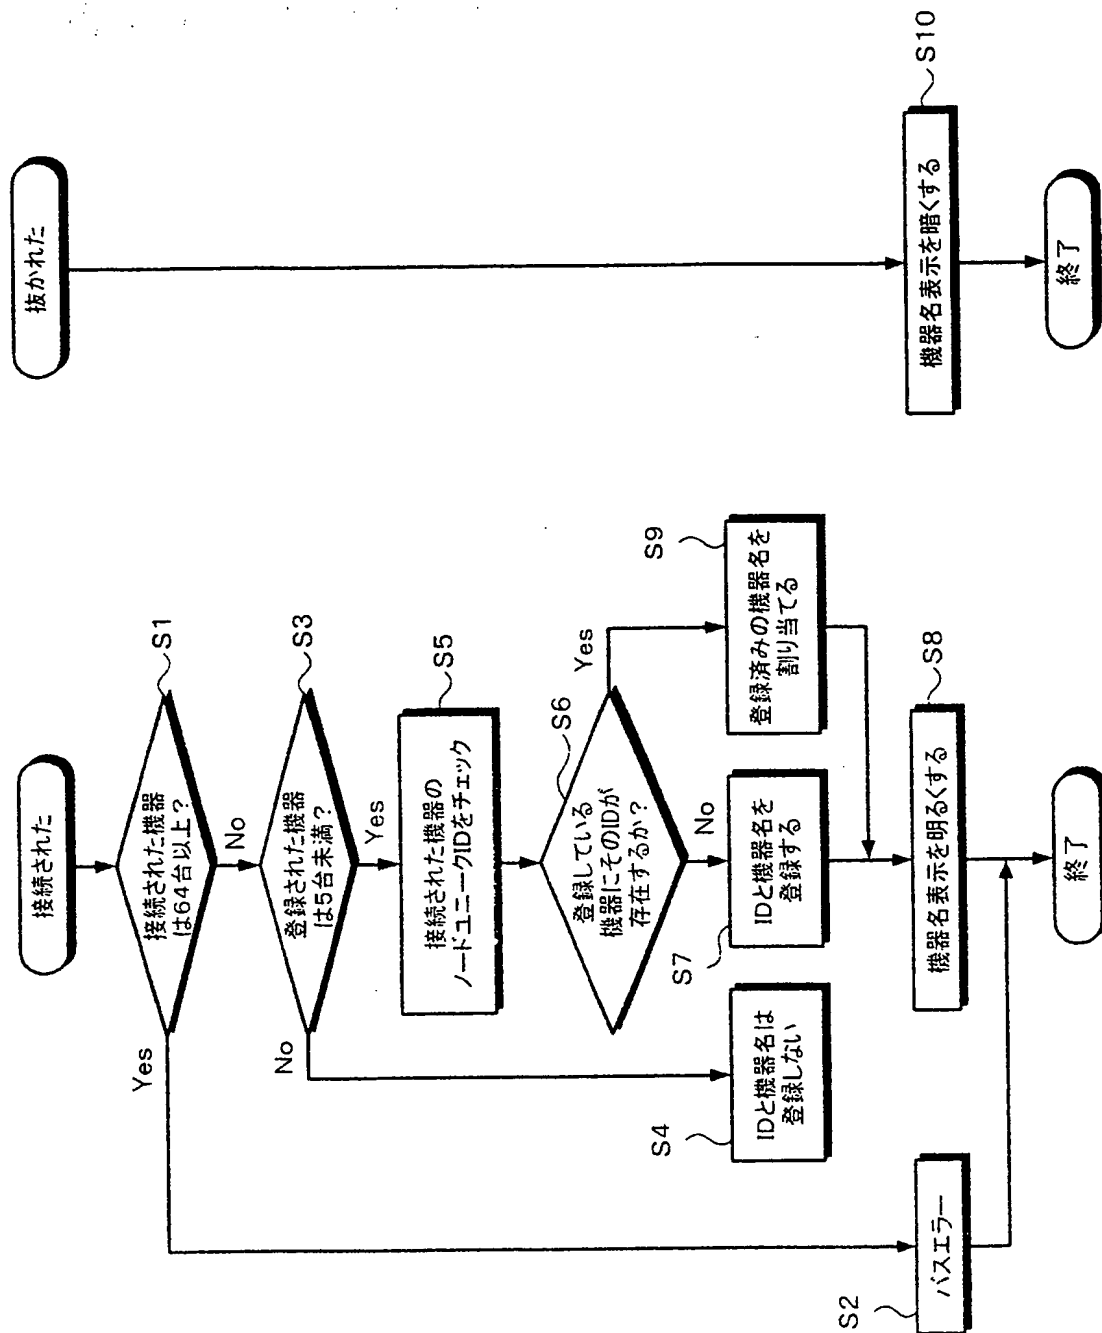 接続された
接続された機器
は64台以上?
S1
Yes
No
登録された機器
は5台未満?
S3
No
Yes
接続された機器の
ノードユニークIDをチェック
S5
登録している
機器にそのIDが
存在するか?
S6
Yes
No
S4
IDと機器名は
登録しない
S7
IDと機器名を
登録する
S9
登録済みの機器名を
割り当てる
S2
バスエラー
機器名表示を明るくする
S8
終了
抜かれた
機器名表示を暗くする
S10
終了